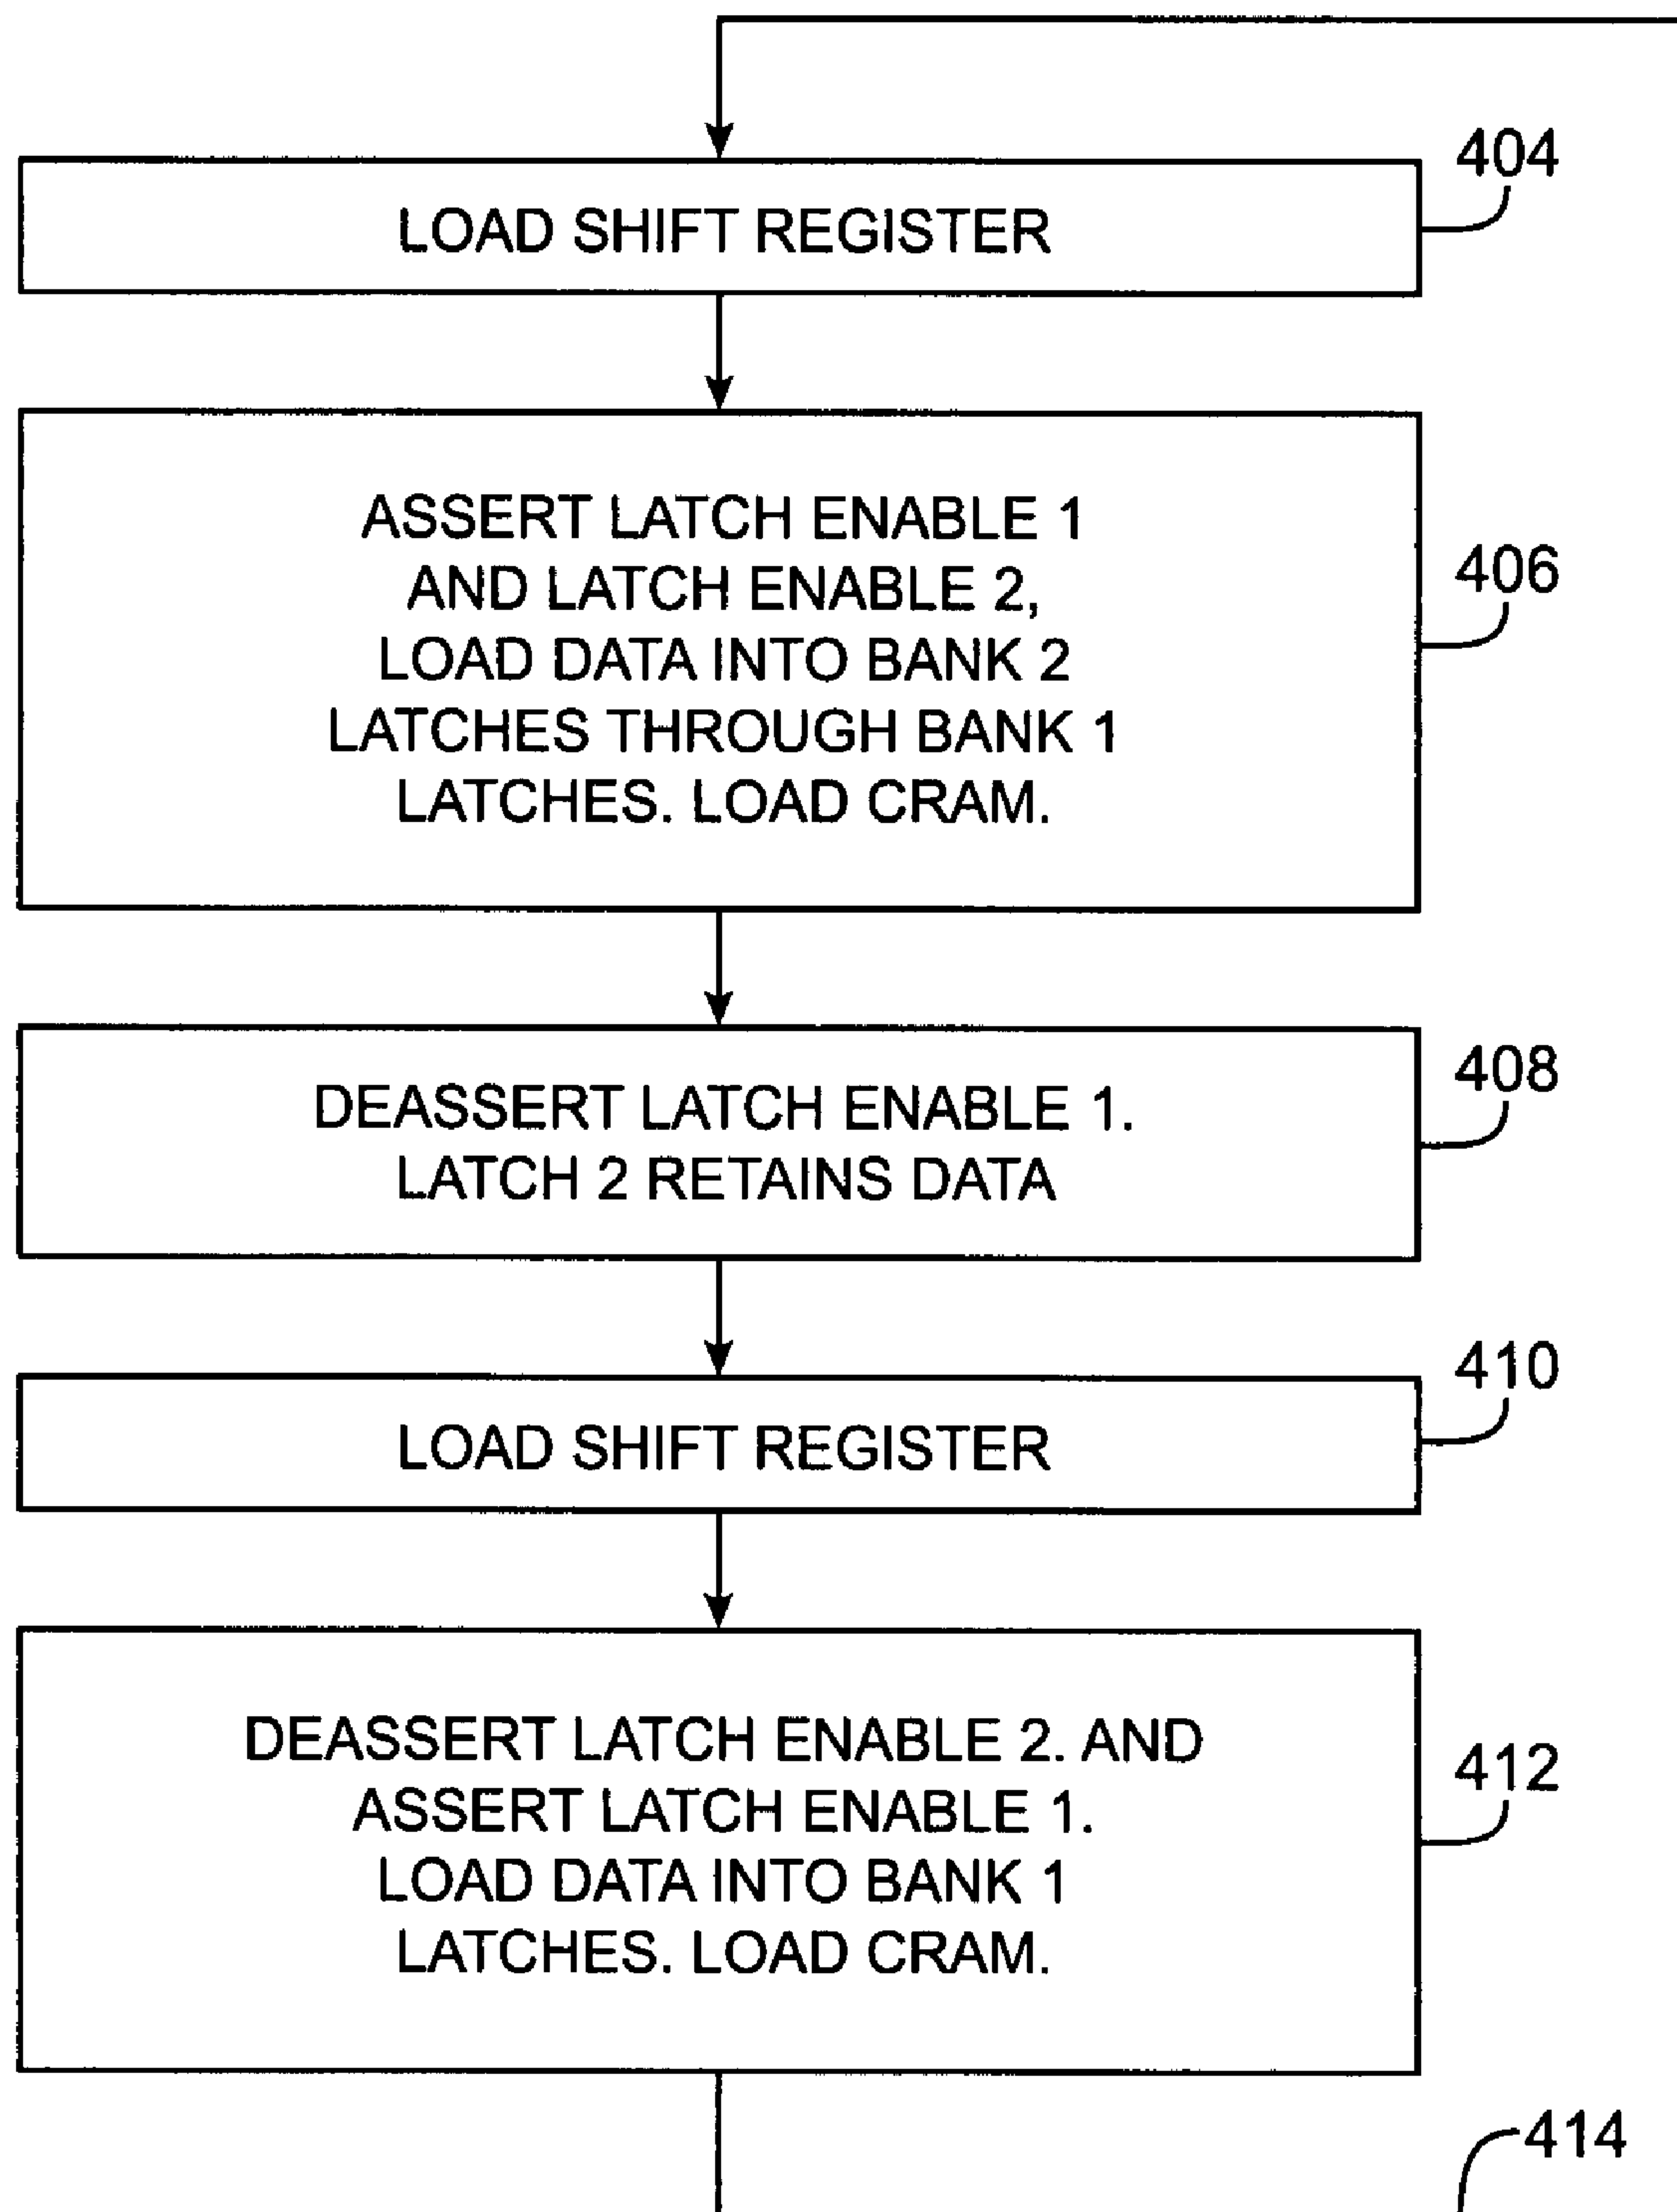 404
LOAD SHIFT REGISTER
ASSERT LATCH ENABLE 1
AND LATCH ENABLE 2,
LOAD DATA INTO BANK 2
LATCHES THROUGH BANK 1
LATCHES. LOAD CRAM.
406
DEASSERT LATCH ENABLE 1.
LATCH 2 RETAINS DATA
408
410
LOAD SHIFT REGISTER
DEASSERT LATCH ENABLE 2. AND
ASSERT LATCH ENABLE 1.
LOAD DATA INTO BANK 1
LATCHES. LOAD CRAM.
412
414